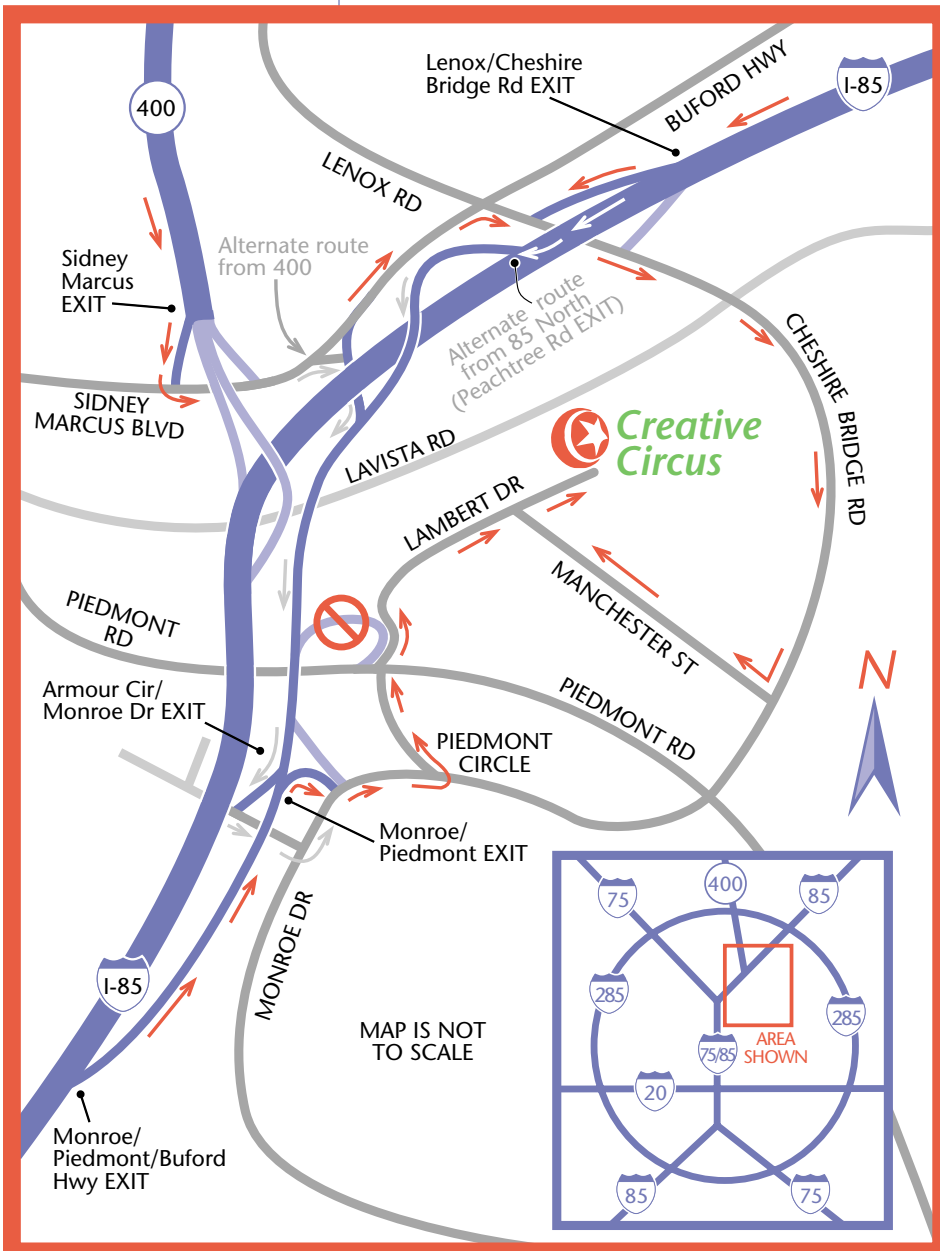 Lenox/Cheshire
Bridge Rd EXIT
BUFORD HWY
I-85
400
LENOX RD
Alternate route
from 400
Sidney
Marcus
EXIT
Alternate route
from 85 North
(Peachtree Rd EXIT)
CHESHIRE BRIDGE RD
SIDNEY
MARCUS BLVD
LAVISTA RD
Creative
Circus
LAMBERT DR
MANCHESTER ST
PIEDMONT
RD
N
Armour Cir/
Monroe Dr EXIT
PIEDMONT RD
PIEDMONT
CIRCLE
Monroe/
Piedmont EXIT
MONROE DR
I-85
MAP IS NOT
TO SCALE
Monroe/
Piedmont/Buford
Hwy EXIT
75
400
85
285
285
AREA
SHOWN
75/85
20
85
75